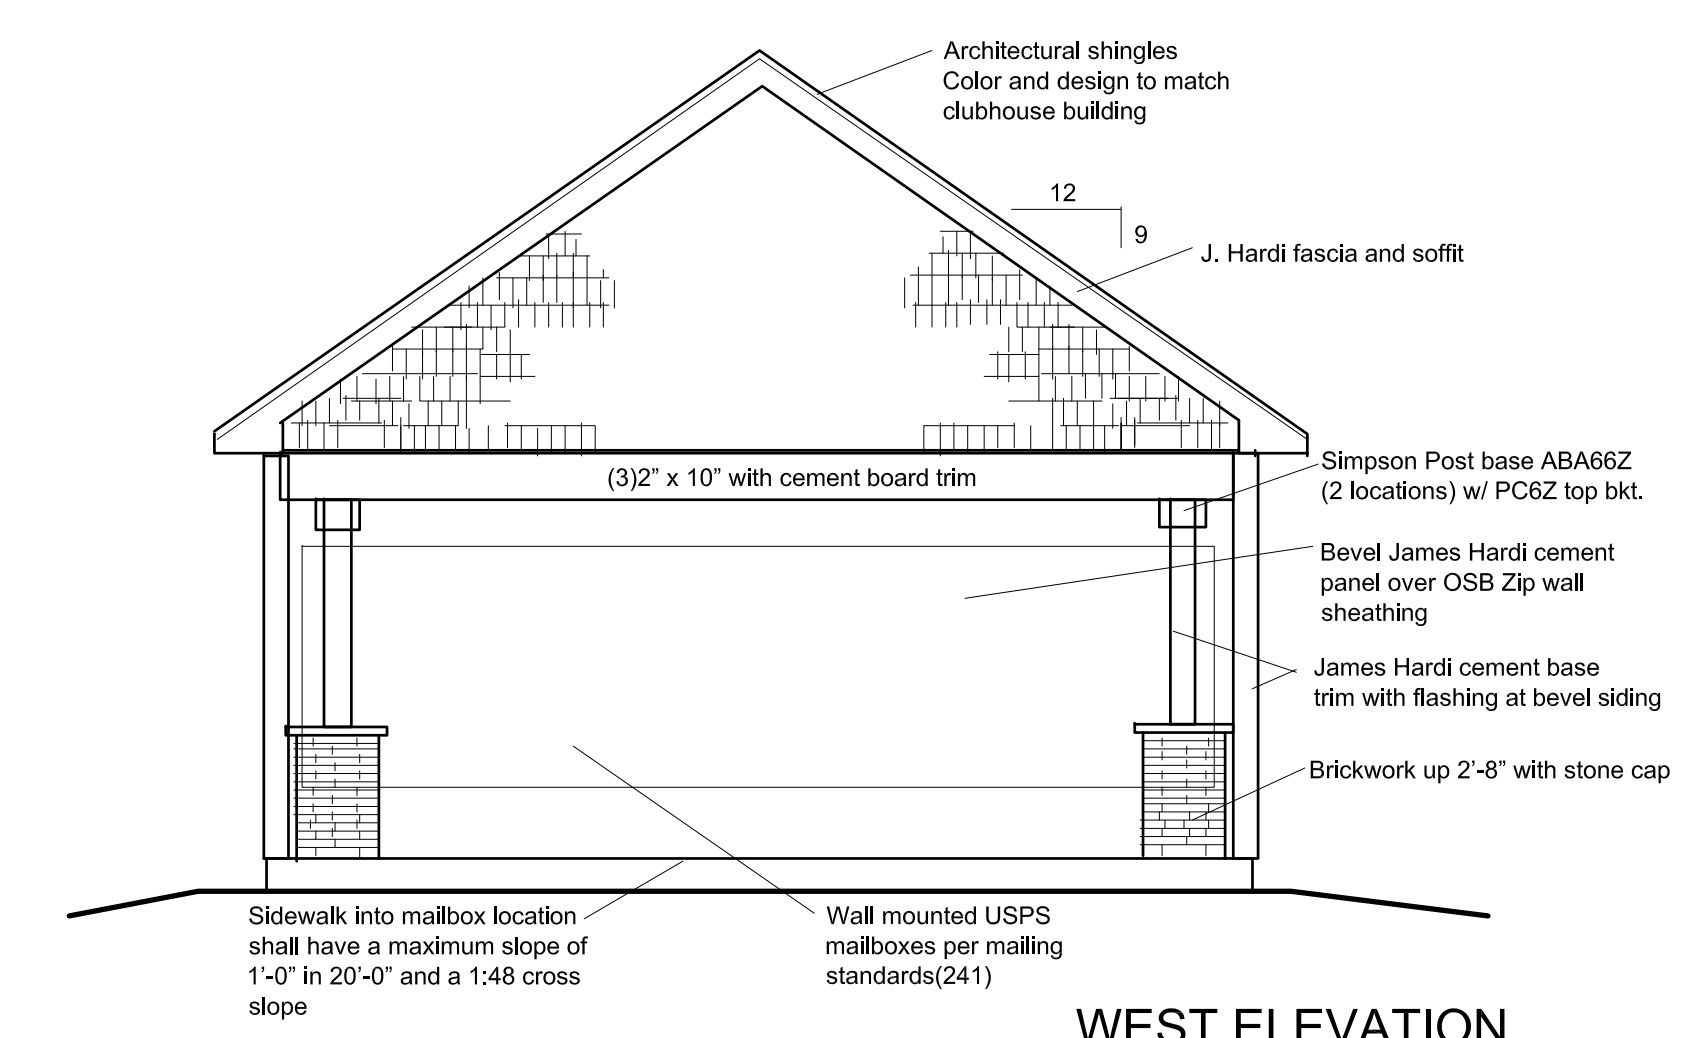 Architectural shingles
Color and design to match
clubhouse building
12
9
J. Hardi fascia and soffit
(3)2” x 10” with cement board trim
Simpson Post base ABA66Z
(2 locations) w/ PC6Z top bkt.
Bevel James Hardi cement
panel over OSB Zip wall
sheathing
James Hardi cement base
trim with flashing at bevel siding
Brickwork up 2’-8” with stone cap
Sidewalk into mailbox location
shall have a maximum slope of
1’-0” in 20’-0” and a 1:48 cross
slope
Wall mounted USPS
mailboxes per mailing
standards(241)
WEST ELEVATION